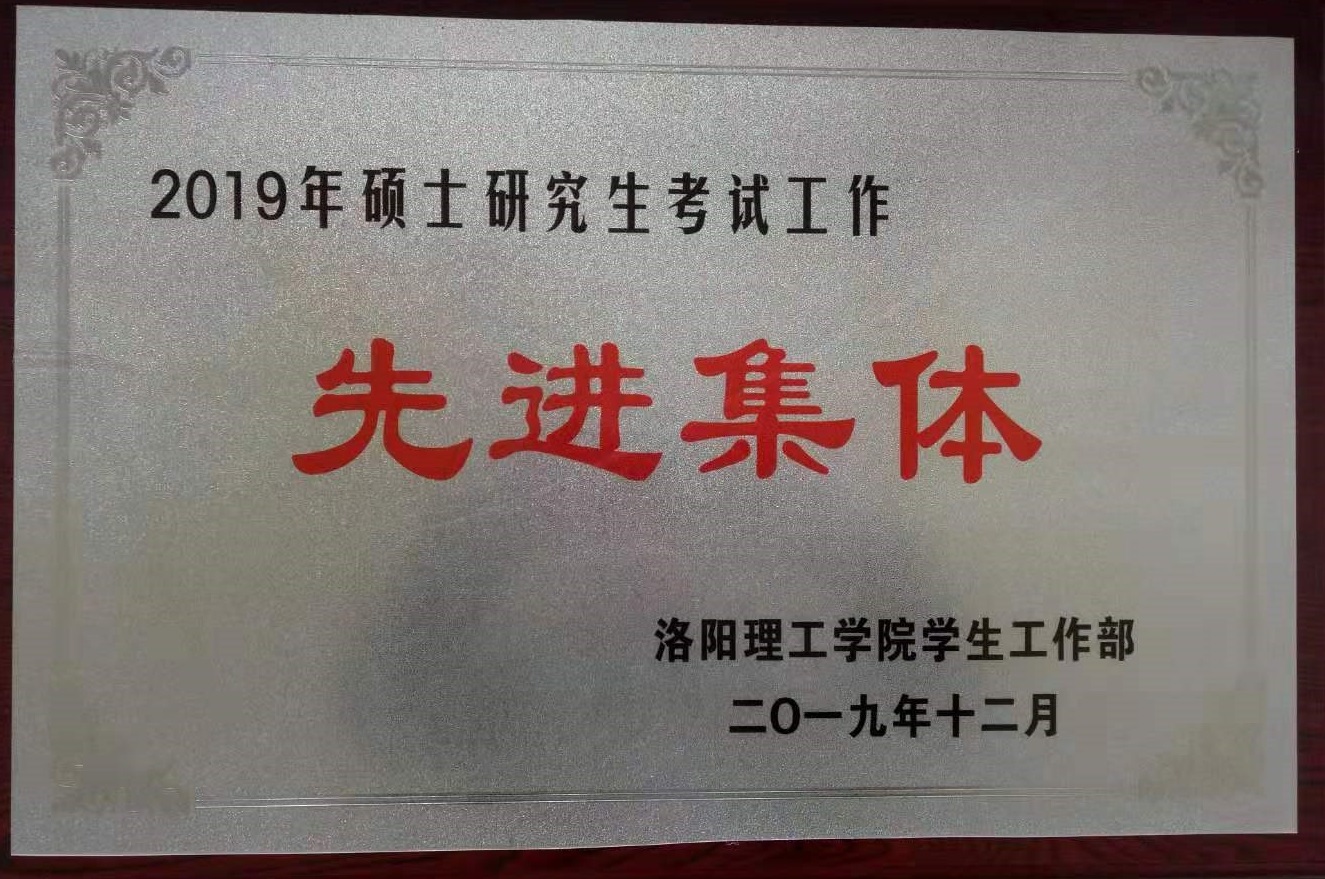 2019年硕士研究生考试工作
先进集体
洛阳理工学院学生工作部
二O一九年十二月